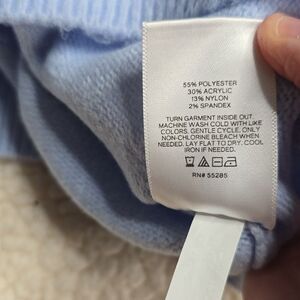 55% POLYESTER
30% ACRYLIC
13% NYLON
2% SPANDEX
TURN GARMENT INSIDE OUT
MACHINE WASH COLD WITH LIKE
COLORS. GENTLE CYCLE. ONLY
NON-CHLORINE BLEACH WHEN
NEEDED. LAY FLAT TO DRY. COOL
IRON IF NEEDED.
RN# 55285